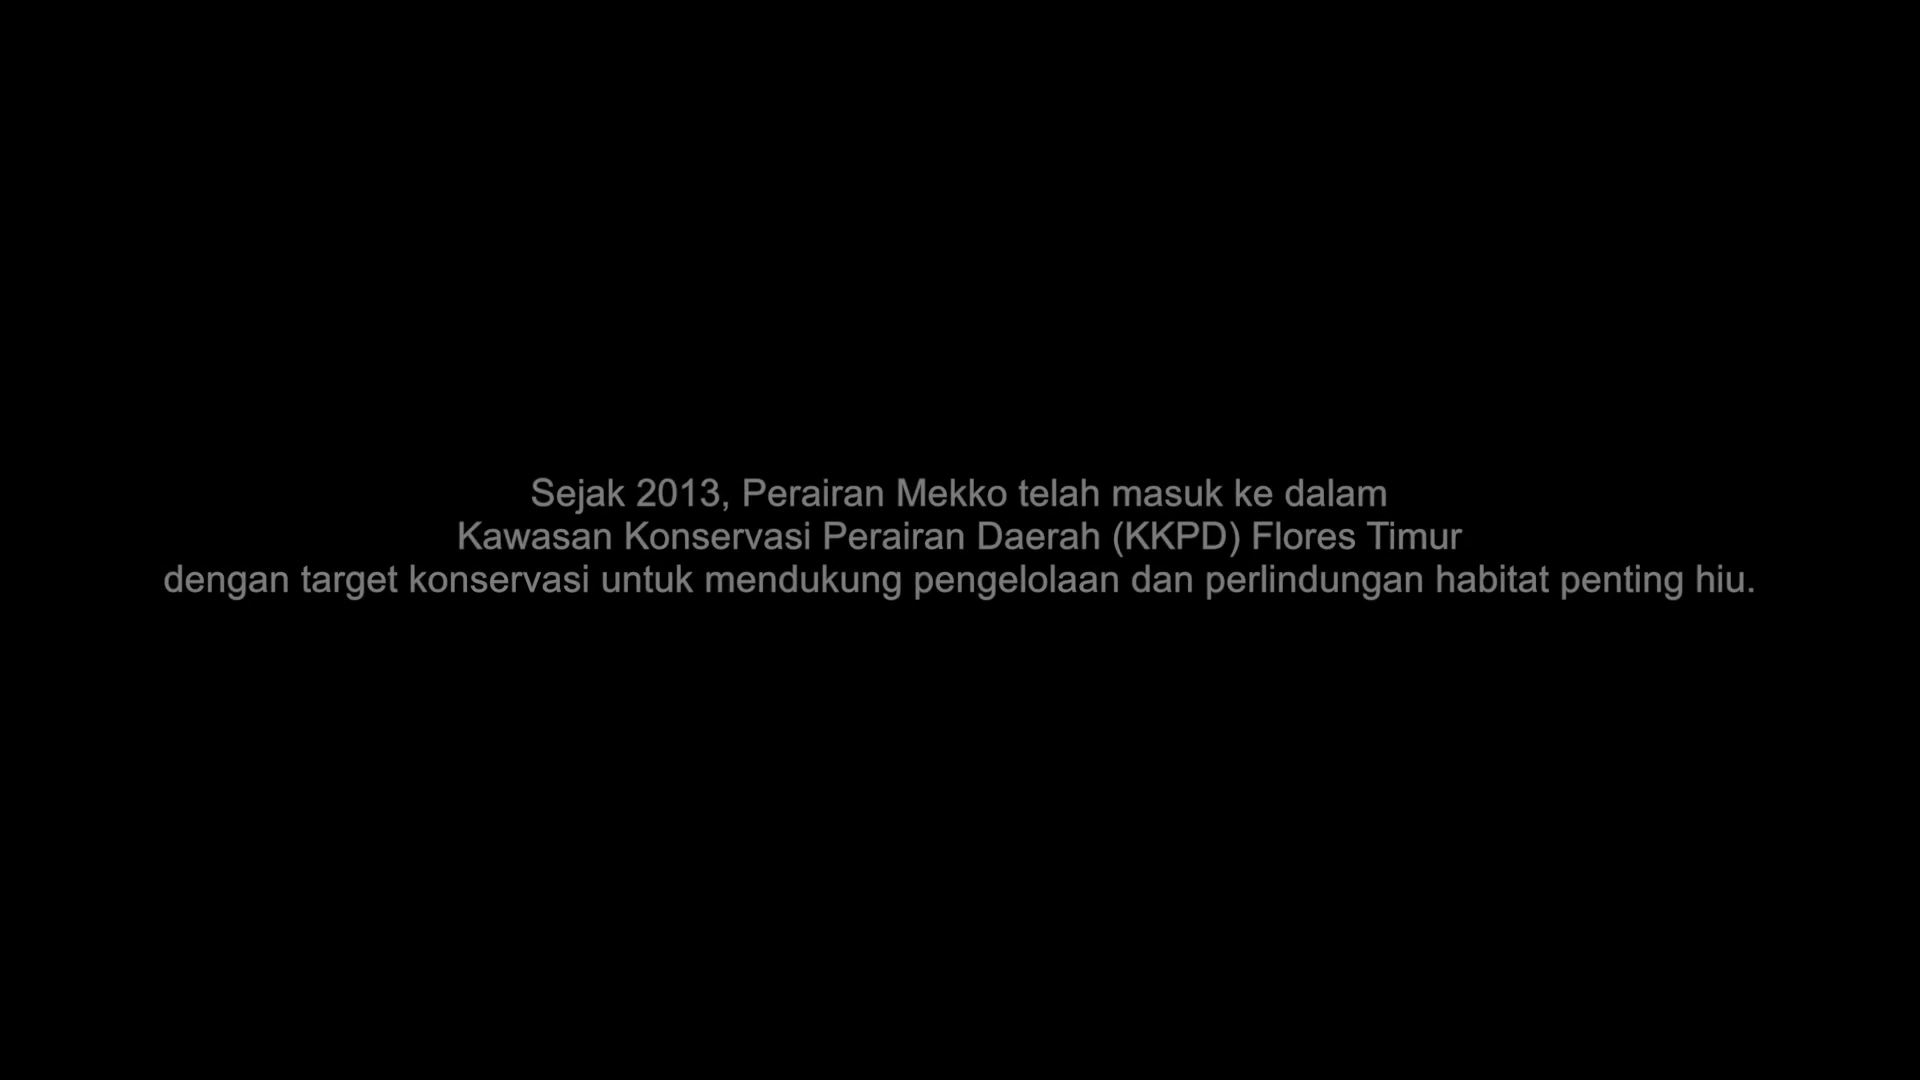 Sejak 2013, Perairan Mekko telah masuk ke dalam
Kawasan Konservasi Perairan Daerah (KKPD) Flores Timur
dengan target konservasi untuk mendukung pengelolaan dan perlindungan habitat penting hiu.